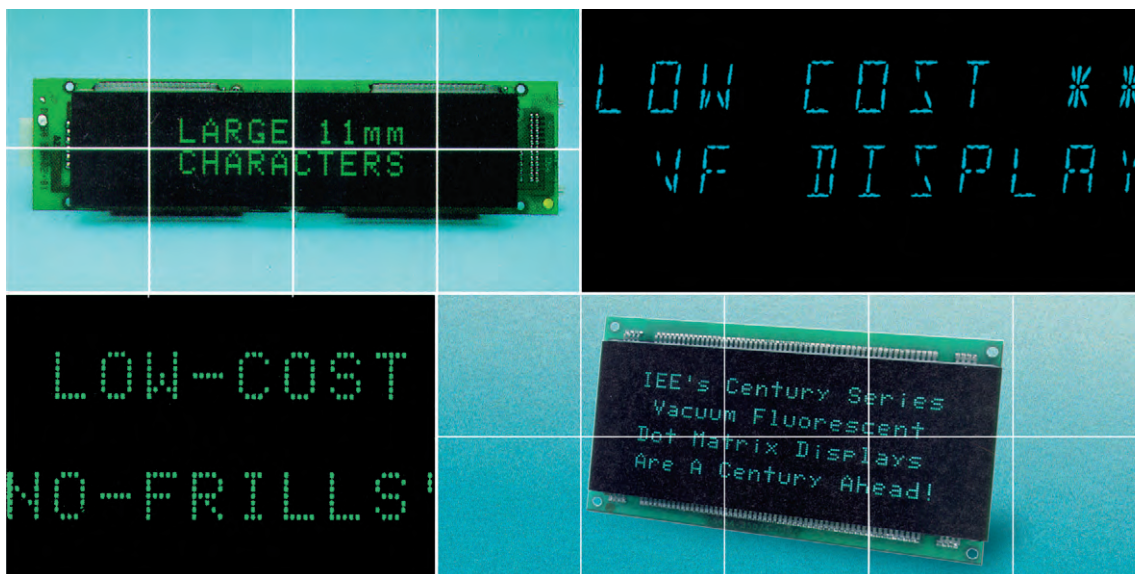 LARGE 11mm
CHARACTERS
LOW COST **
VF DISPLAY
LOW-COST
NO-FRILLS'
IEE's Century Series
Vacuum Fluorescent
Dot Matrix Displays
Are A Century Ahead!